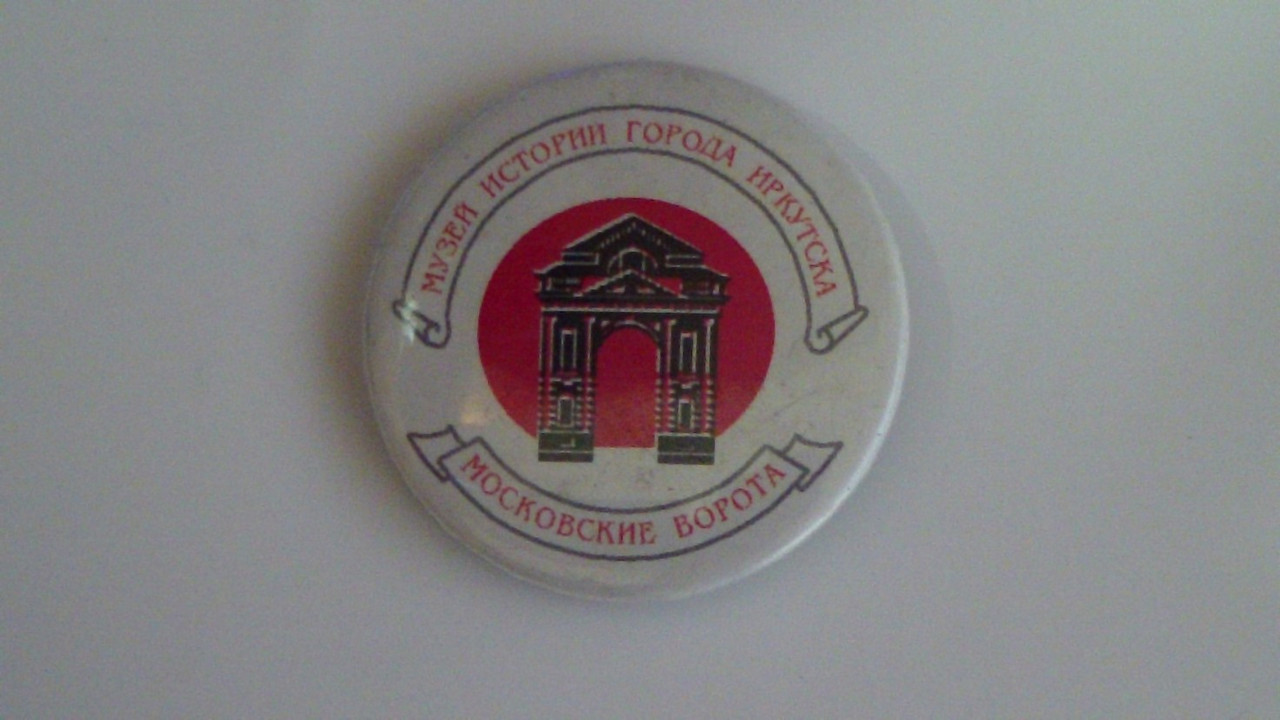 МУЗЕЙ ИСТОРИИ ГОРОДА ИРКУТСКА
МОСКОВСКИЕ ВОРОТА